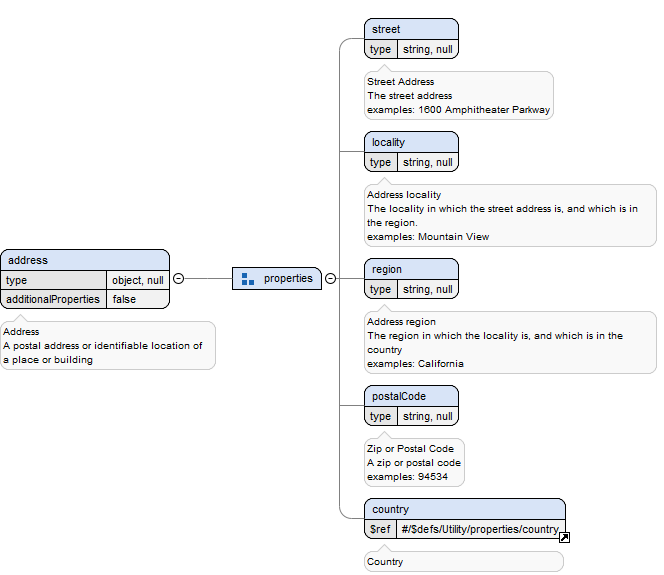 street
type string, null
Street Address
The street address
examples: 1600 Amphitheater Parkway
locality
type string, null
Address locality
The locality in which the street address is, and which is in
the region.
examples: Mountain View
address
type object, null
additionalProperties false
Address
A postal address or identifiable location of
a place or building
properties
region
type string, null
Address region
The region in which the locality is, and which is in the
country
examples: California
postalCode
type string, null
Zip or Postal Code
A zip or postal code
examples: 94534
country
$ref #/$defs/Utility/properties/country
Country